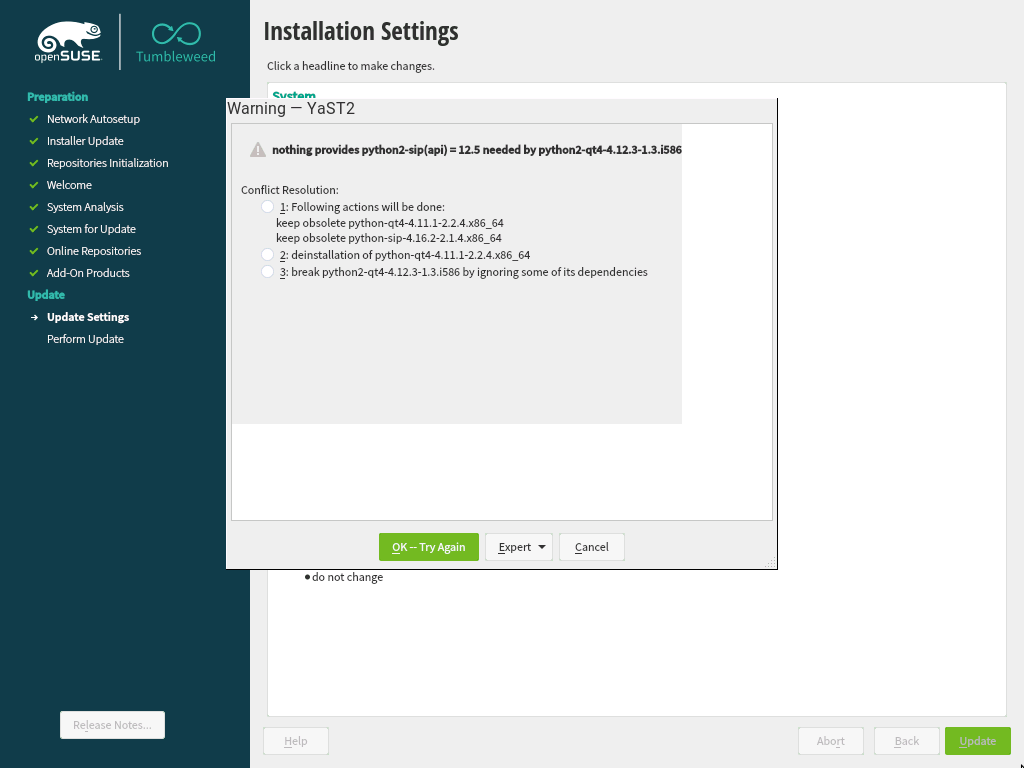 openSUSE
Tumbleweed
Preparation
Network Autosetup
Installer Update
Repositories Initialization
Welcome
System Analysis
System for Update
Online Repositories
Add-On Products
Update
Update Settings
Perform Update
Release Notes...
Installation Settings
Click a headline to make changes.
System
Warning — YaST2
nothing provides python2-sip(api) = 12.5 needed by python2-qt4-4.12.3-1.3.i586
Conflict Resolution:
1: Following actions will be done:
keep obsolete python-qt4-4.11.1-2.2.4.x86_64
keep obsolete python-sip-4.16.2-2.1.4.x86_64
2: deinstallation of python-qt4-4.11.1-2.2.4.x86_64
3: break python2-qt4-4.12.3-1.3.i586 by ignoring some of its dependencies
OK -- Try Again
Expert
Cancel
• do not change
Help
Abort
Back
Update